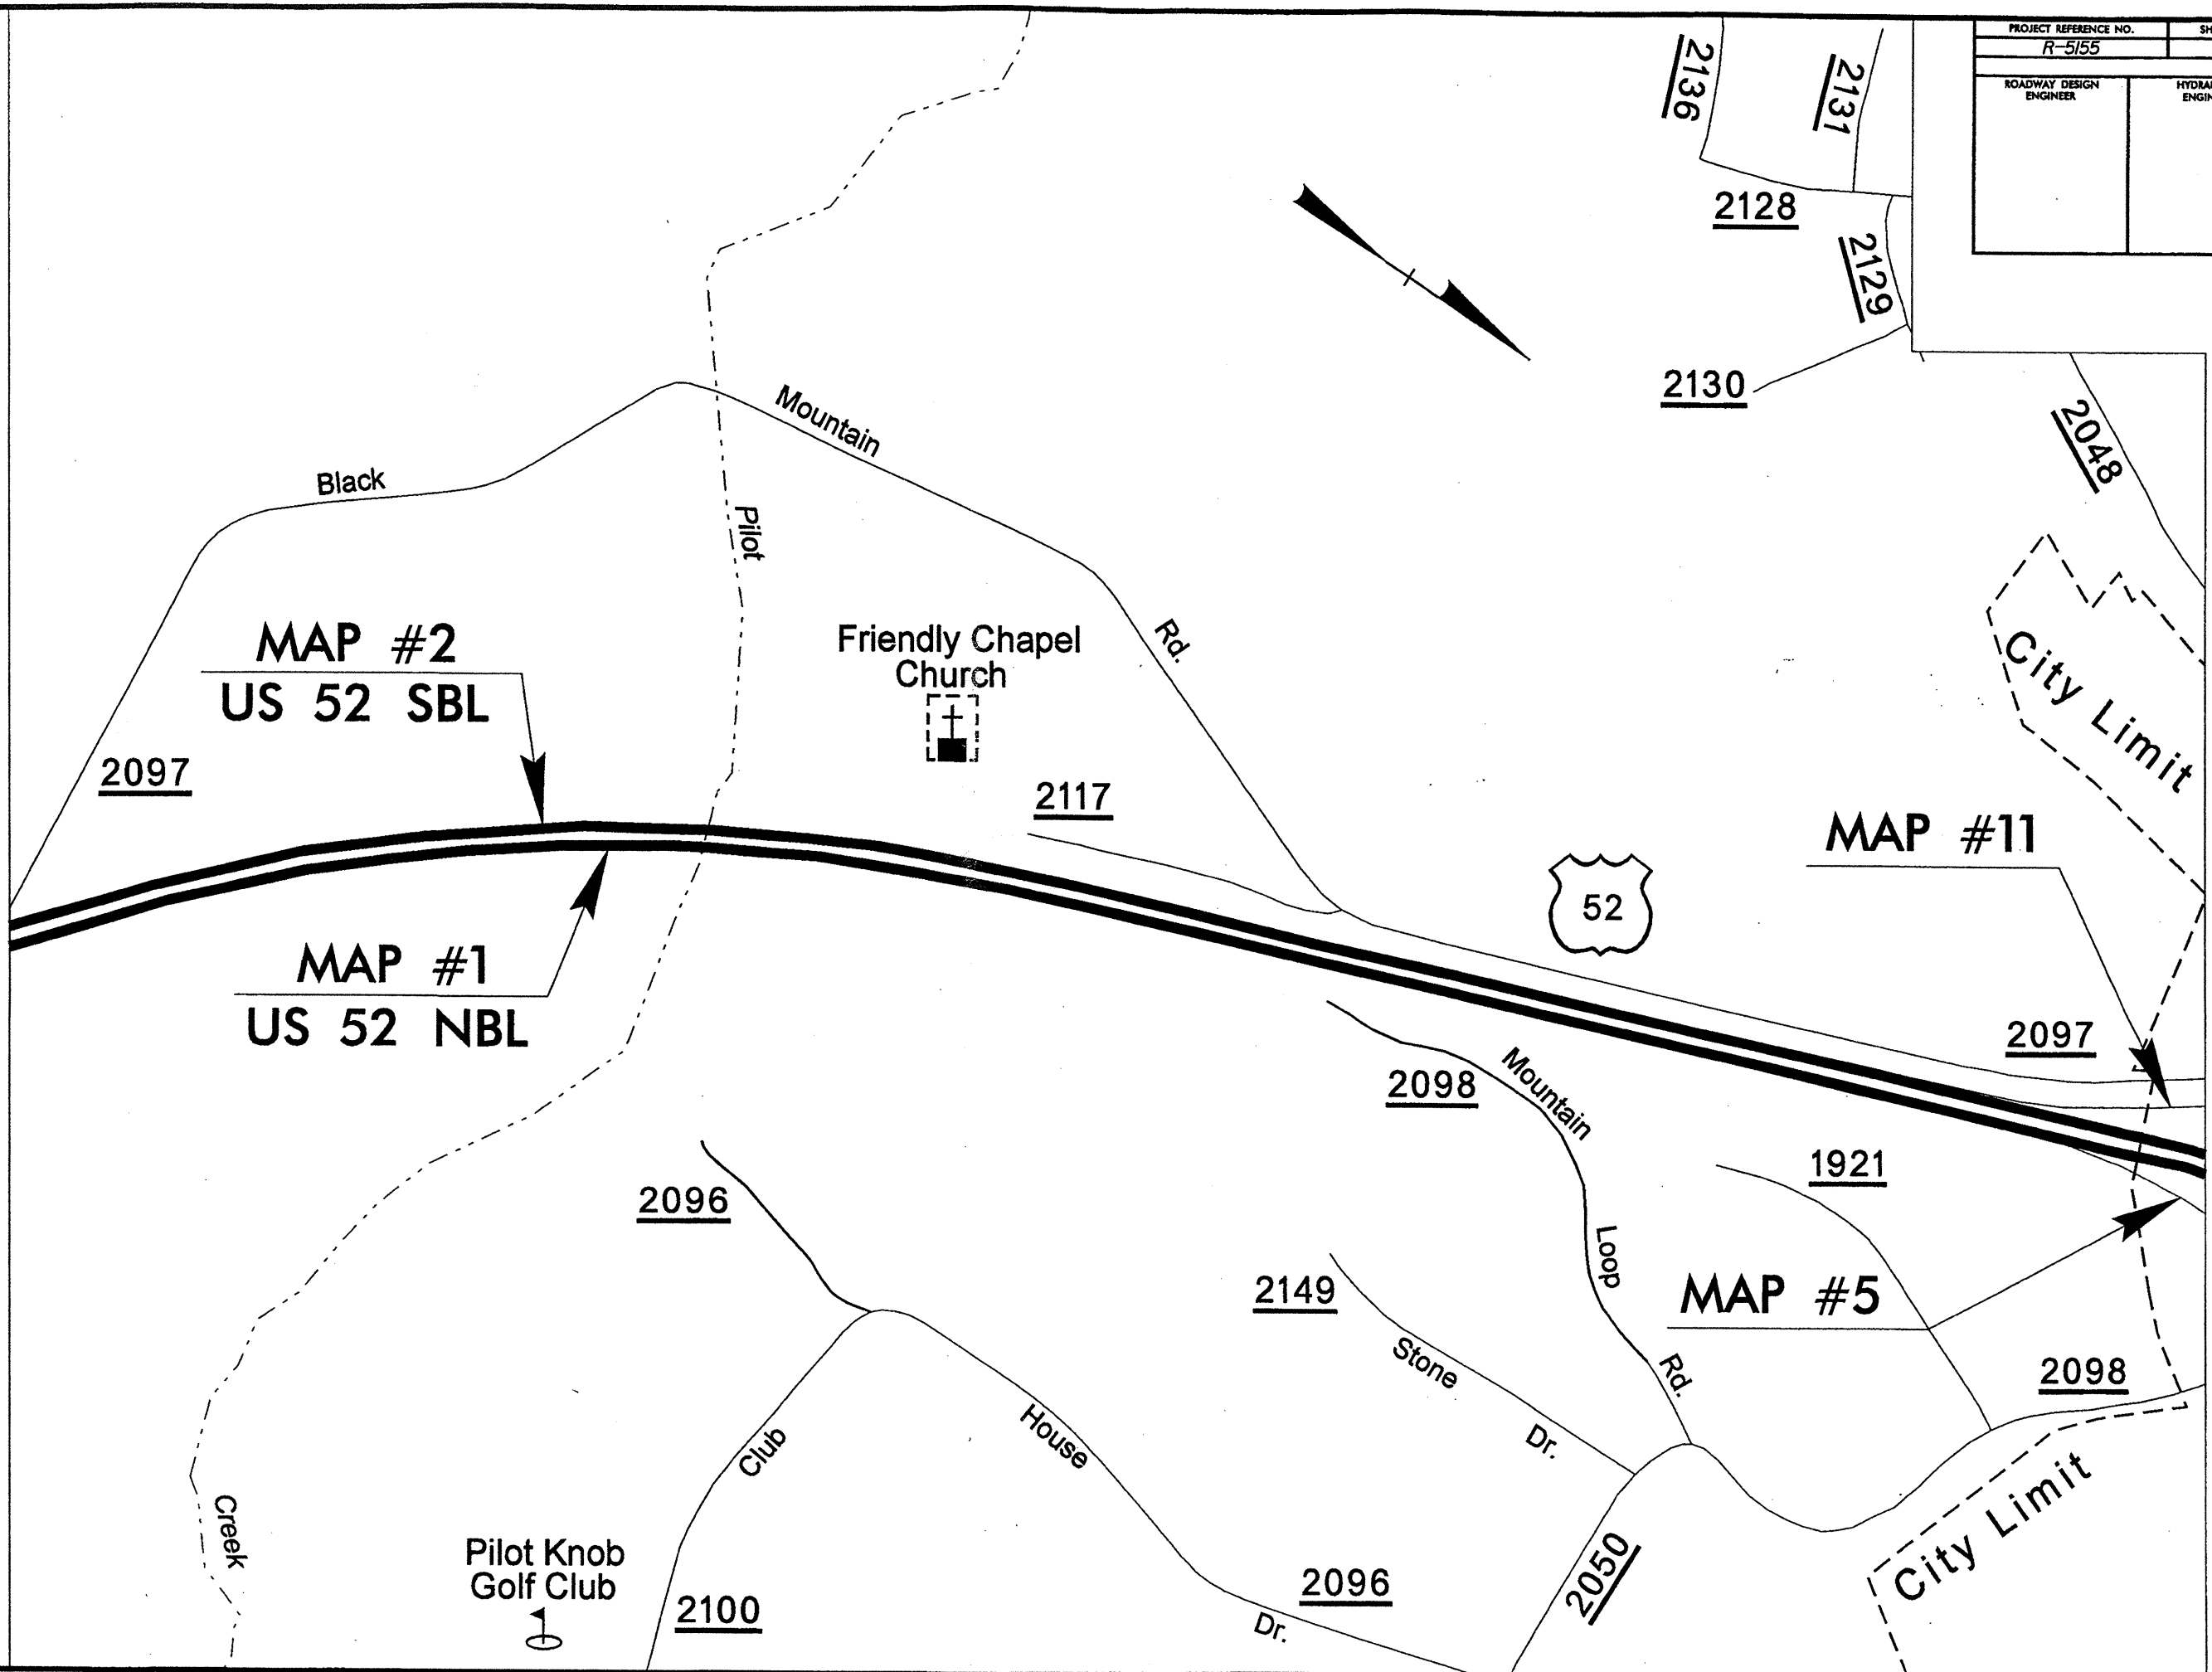 PROJECT REFERENCE NO.
R-5155
ROADWAY DESIGN
ENGINEER
2136
2131
2128
2129
2130
2048
Black
Mountain
Rd.
Pilot
Friendly Chapel
Church
City Limit
MAP #2
US 52 SBL
2097
2117
MAP #11
52
MAP #1
US 52 NBL
2097
2098
Mountain
Loop
Rd.
1921
2096
2149
Stone
Dr.
MAP #5
2098
Club
House
Dr.
City Limit
Creek
Pilot Knob
Golf Club
2100
2096
2050